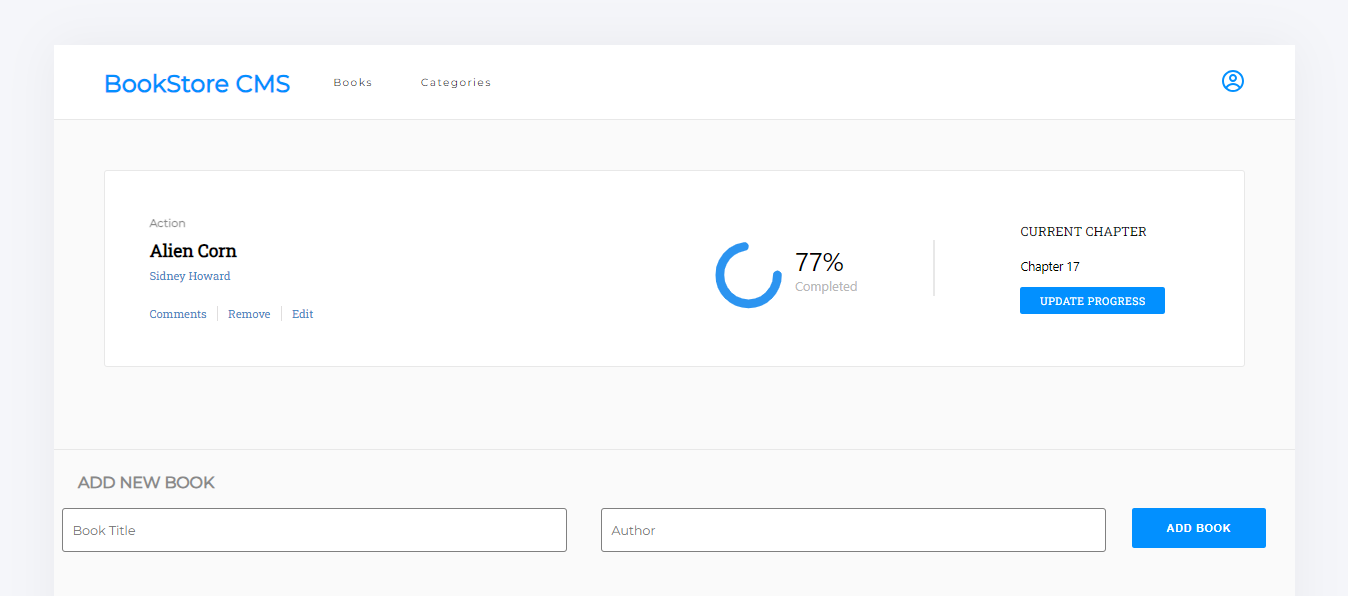 BookStore CMS
Books
Categories
Action
Alien Corn
Sidney Howard
Comments
Remove
Edit
77%
Completed
CURRENT CHAPTER
Chapter 17
UPDATE PROGRESS
ADD NEW BOOK
Book Title
Author
ADD BOOK